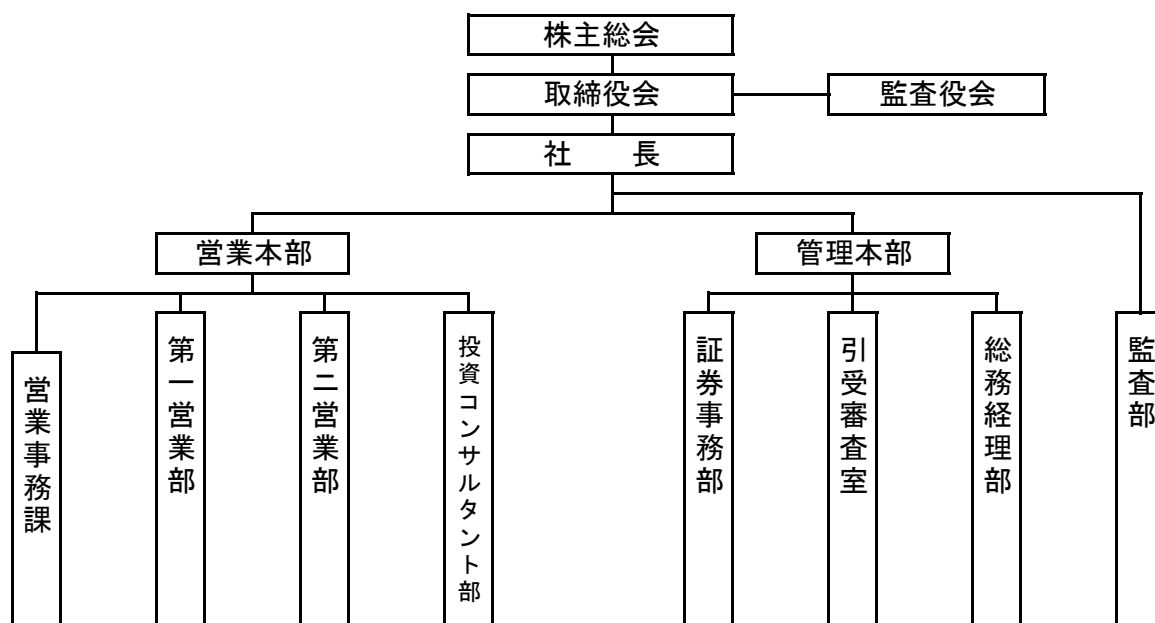 株主総会
取締役会
監査役会
社　　長
営業本部
管理本部
営業事務課
第一営業部
第二営業部
投資コンサルタント部
証券事務部
引受審査室
総務経理部
監査部